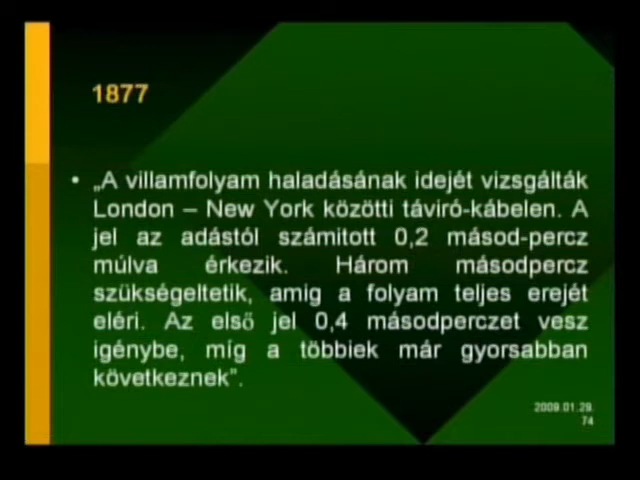 1877
• „A villamfolyam haladásának idejét vizsgálták
London – New York közötti táviró-kábelen. A
jel az adástól számitott 0,2 másod-percz
múlva érkezik. Három másodpercz
szükségeltetik, amig a folyam teljes erejét
eléri. Az első jel 0,4 másodperczet vesz
igénybe, míg a többiek már gyorsabban
következnek”.
2009.01.29.
74